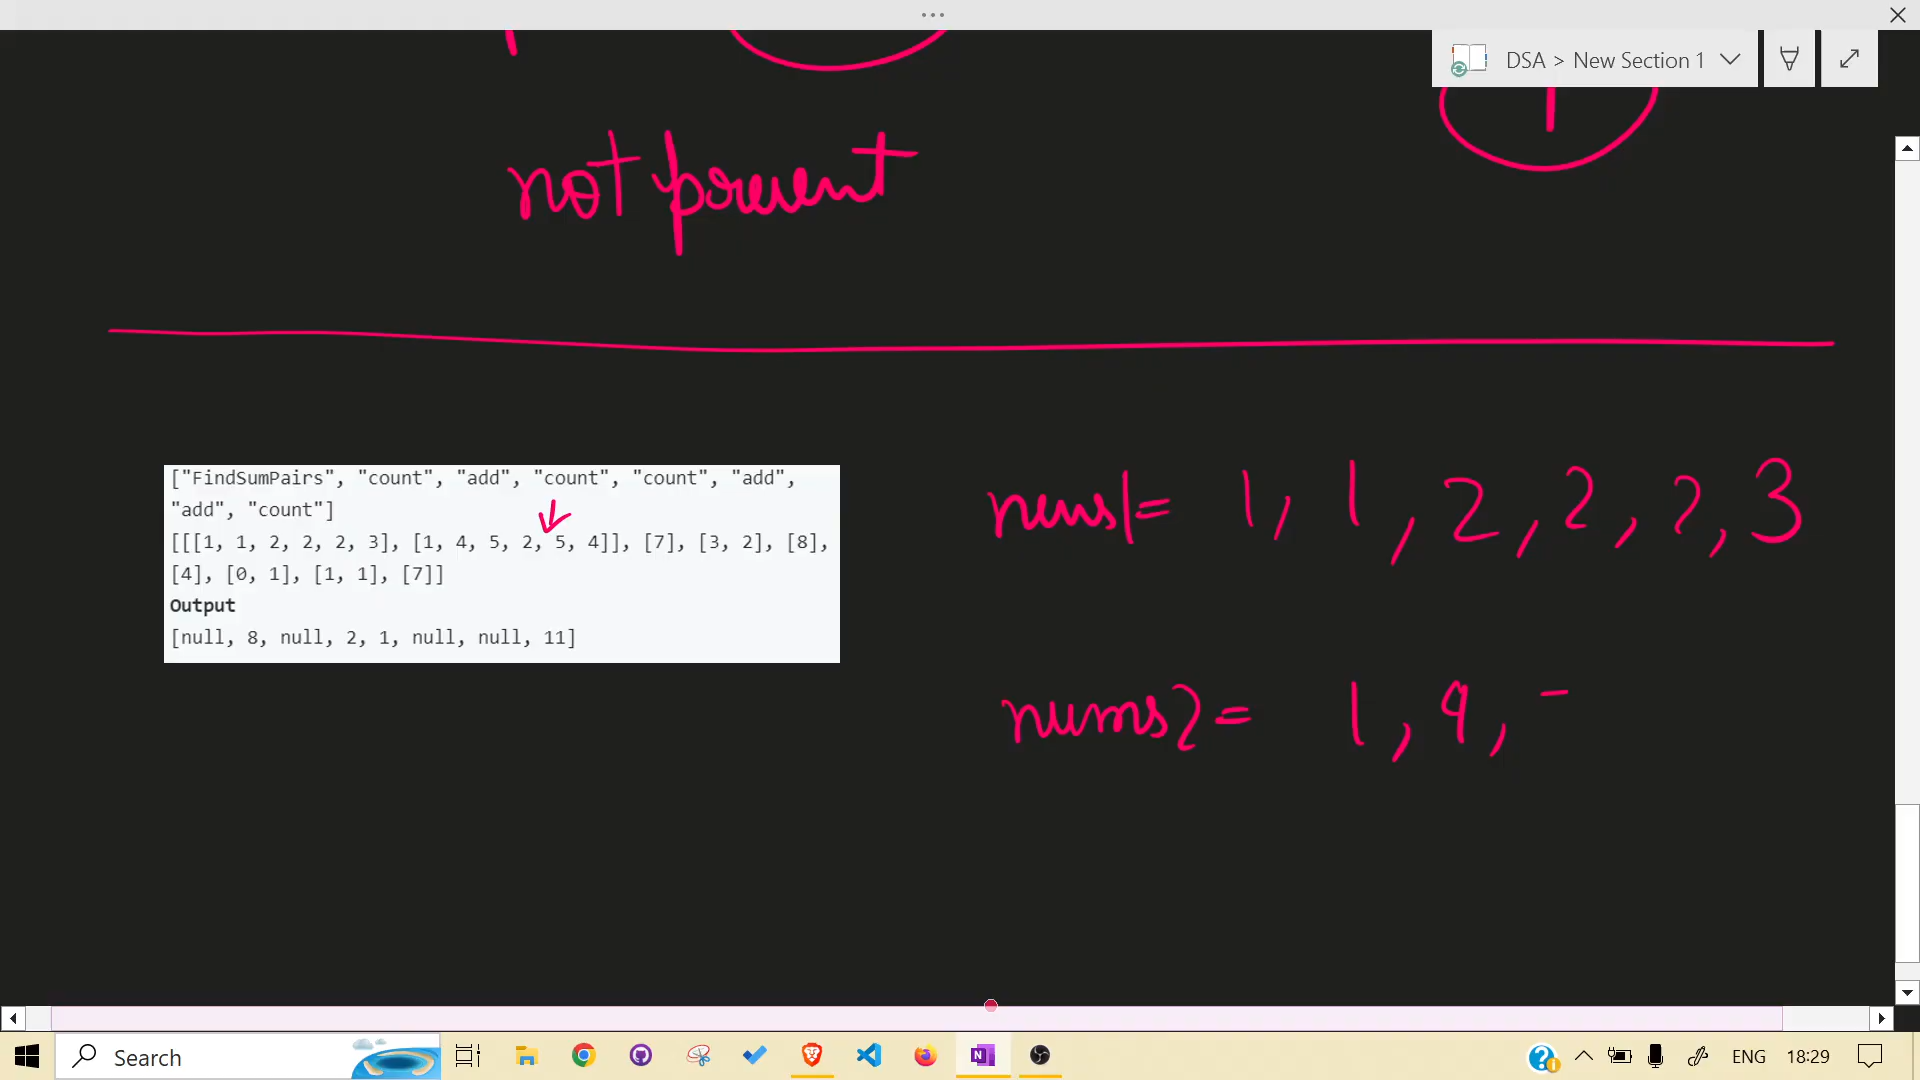 DSA > New Section 1
not present
["FindSumPairs", "count", "add", "count", "count", "add",
"add", "count"]
[[[1, 1, 2, 2, 2, 3], [1, 4, 5, 2, 5, 4]], [7], [3, 2], [8],
[4], [0, 1], [1, 1], [7]]
Output
[null, 8, null, 2, 1, null, null, 11]
nums1= 1, 1, 2, 2, 2, 3
nums2= 1, 4,
Search
ENG 18:29